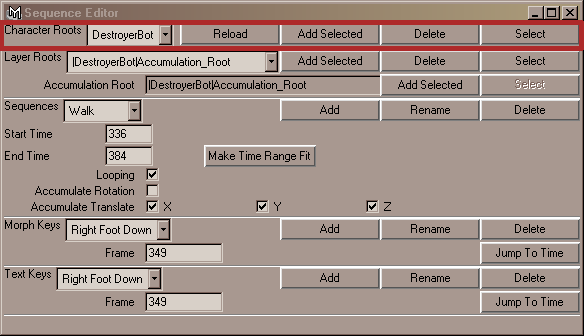 Sequence Editor
Character Roots DestroyerBot Reload Add Selected Delete Select
Layer Roots |DestroyerBot|Accumulation_Root Add Selected Delete Select
Accumulation Root |DestroyerBot|Accumulation_Root Add Selected Select
Sequences Walk Add Rename Delete
Start Time 336
End Time 384 Make Time Range Fit
Looping
Accumulate Rotation
Accumulate Translate X Y Z
Morph Keys Right Foot Down Add Rename Delete
Frame 349 Jump To Time
Text Keys Right Foot Down Add Rename Delete
Frame 349 Jump To Time